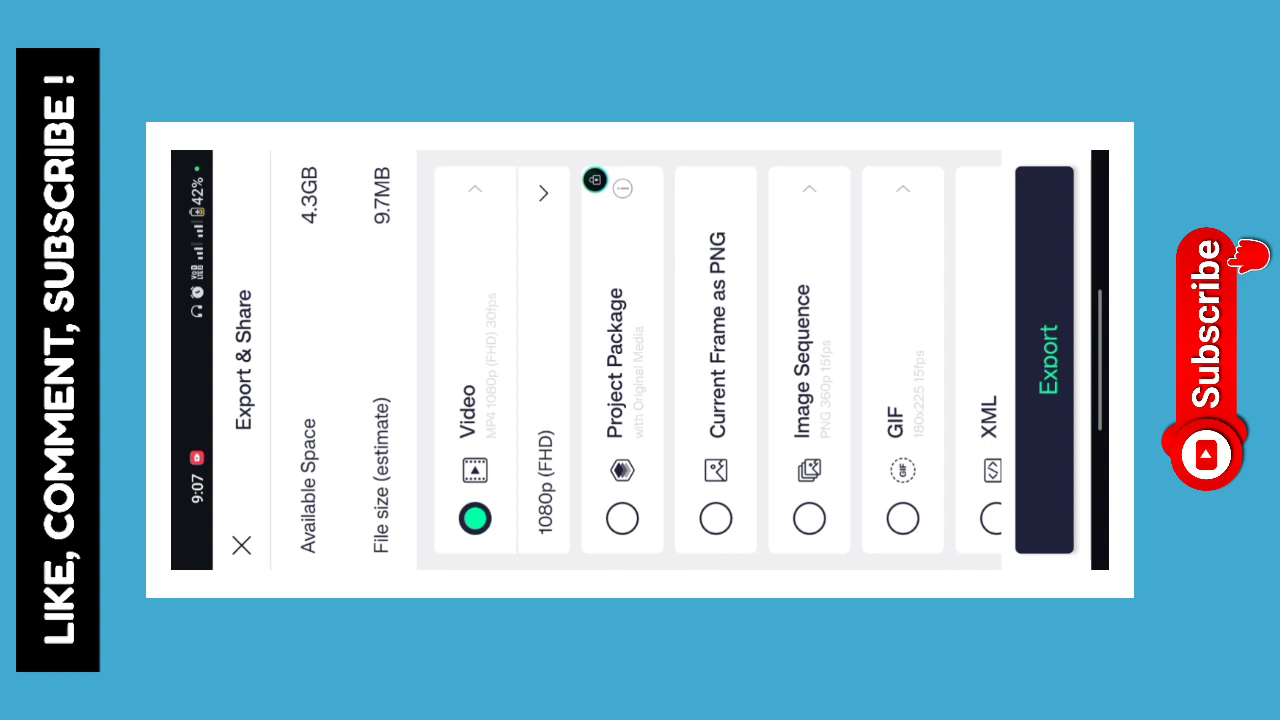 LIKE, COMMENT, SUBSCRIBE !
9:07
42%
Export & Share
Available Space 4.3GB
File size (estimate) 9.7MB
Video
MP4 1080p (FHD) 30fps
1080p (FHD)
Project Package
with Original Media
Current Frame as PNG
Image Sequence
PNG 360p 15fps
GIF
GIF
180x225 15fps
XML
Export
Subscribe